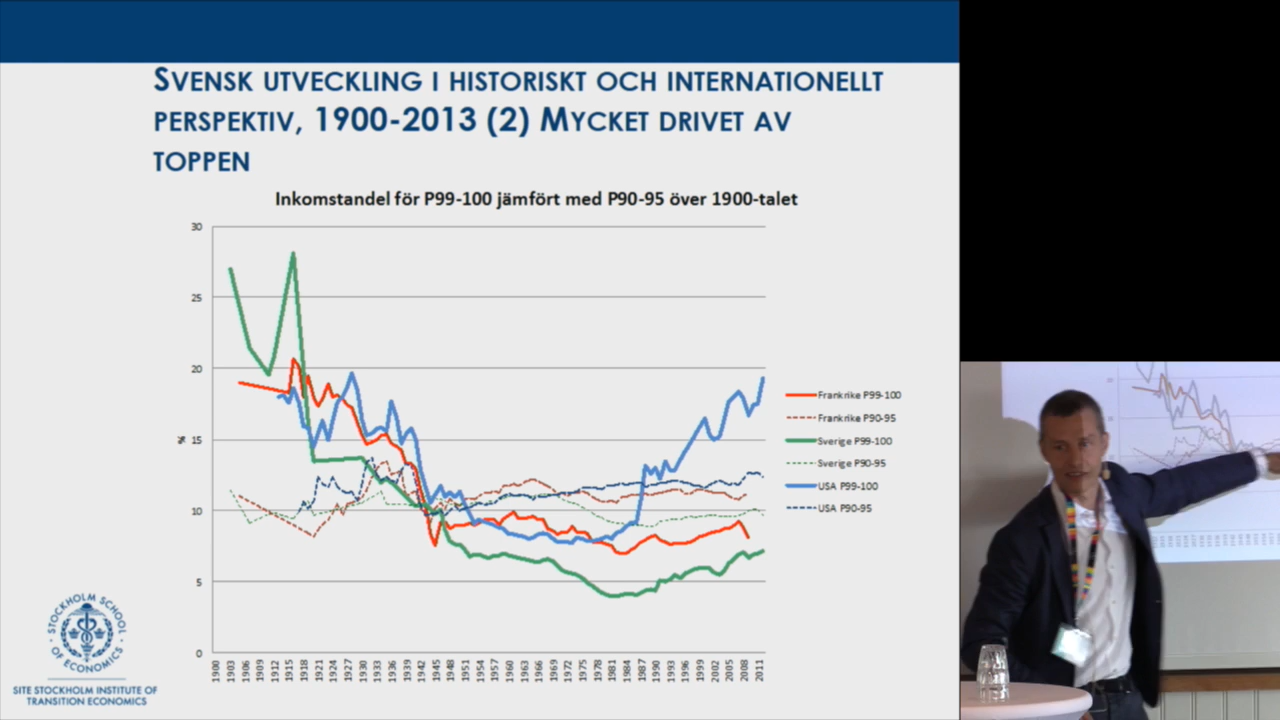 SVENSK UTVECKLING I HISTORISKT OCH INTERNATIONELLT
PERSPEKTIV, 1900-2013 (2) MYCKET DRIVET AV
TOPPEN
Inkomstandel för P99-100 jämfört med P90-95 över 1900-talet
30
25
20
15
10
5
0
%
Frankrike P99-100
Frankrike P90-95
Sverige P99-100
Sverige P90-95
USA P99-100
USA P90-95
1900 1903 1906 1909 1912 1915 1918 1921 1924 1927 1930 1933 1936 1939 1942 1945 1948 1951 1954 1957 1960 1963 1966 1969 1972 1975 1978 1981 1984 1987 1990 1993 1996 1999 2002 2005 2008 2011
STOCKHOLM SCHOOL
OF ECONOMICS
SITE STOCKHOLM INSTITUTE OF
TRANSITION ECONOMICS